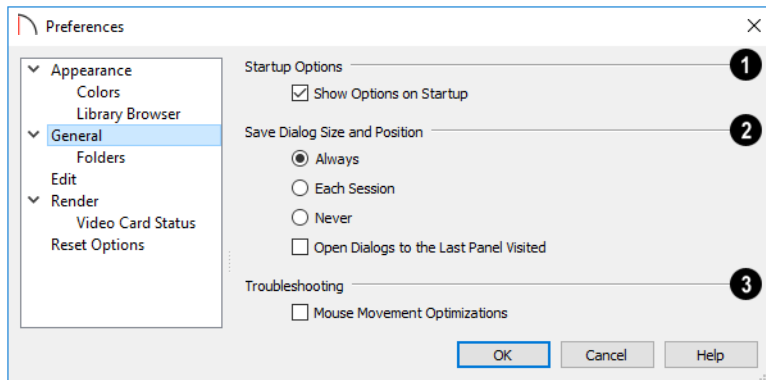 Preferences
Appearance
Colors
Library Browser
General
Folders
Edit
Render
Video Card Status
Reset Options
Startup Options 1
Show Options on Startup
Save Dialog Size and Position 2
Always
Each Session
Never
Open Dialogs to the Last Panel Visited
Troubleshooting 3
Mouse Movement Optimizations
OK Cancel Help